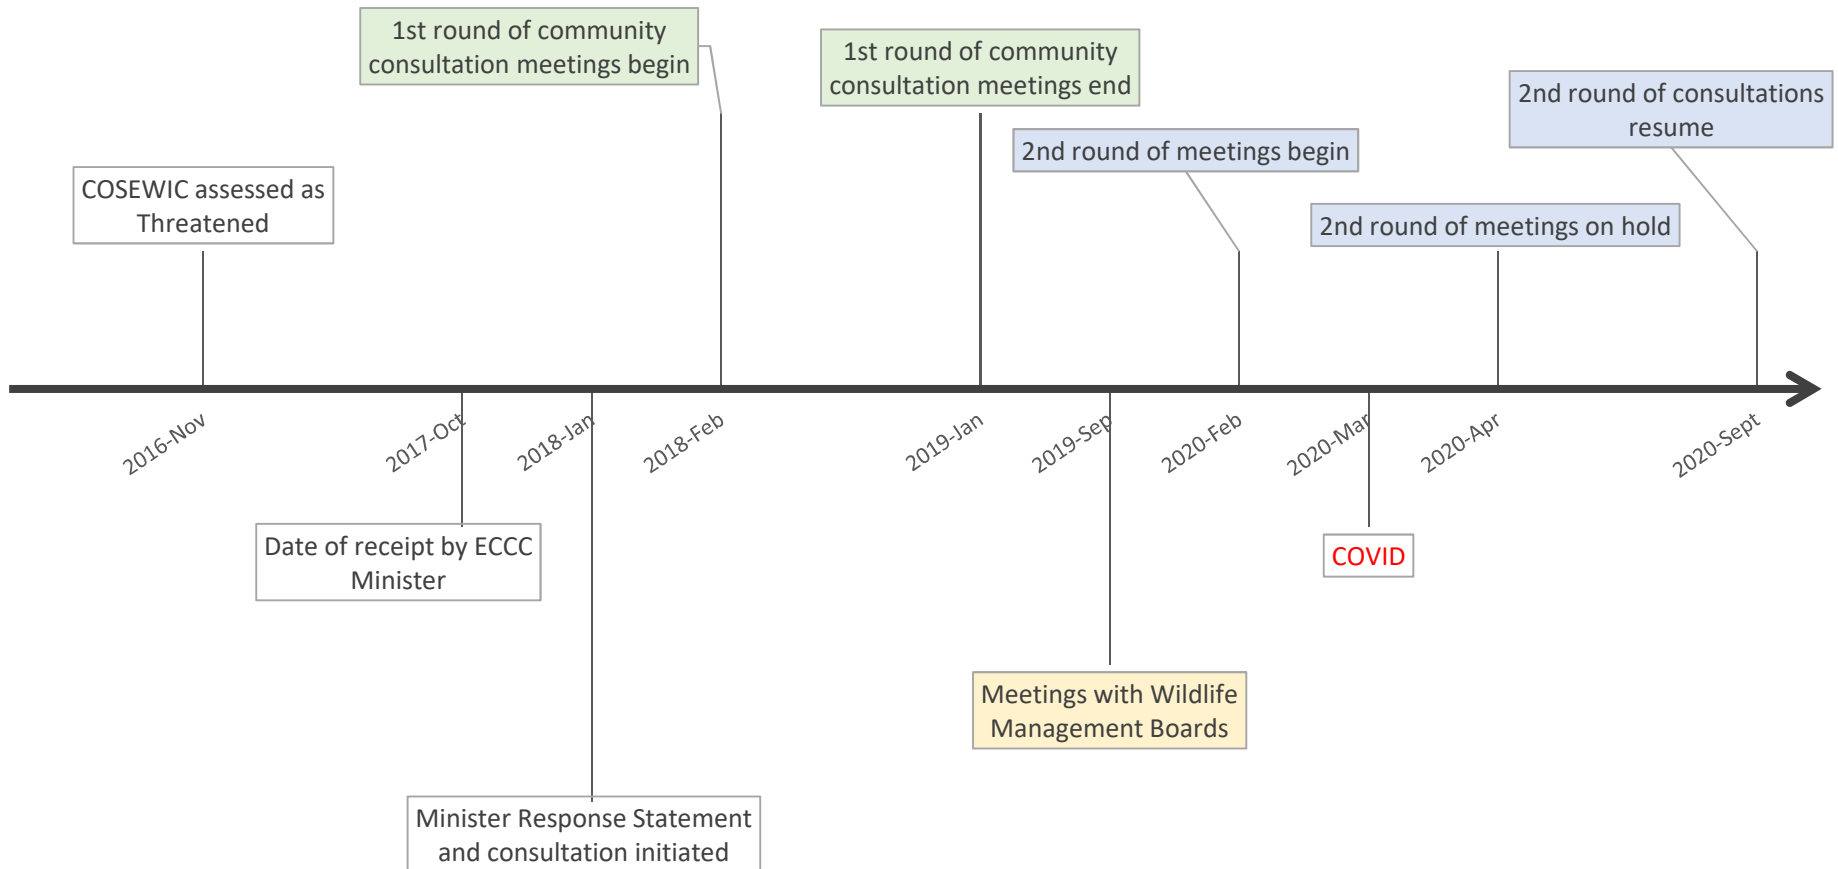 1st round of community
consultation meetings begin
1st round of community
consultation meetings end
2nd round of consultations
resume
2nd round of meetings begin
COSEWIC assessed as
Threatened
2nd round of meetings on hold
2016-Nov
2017-Oct
2018-Jan
2018-Feb
2019-Jan
2019-Sep
2020-Feb
2020-Mar
2020-Apr
2020-Sept
Date of receipt by ECCC
Minister
COVID
Meetings with Wildlife
Management Boards
Minister Response Statement
and consultation initiated